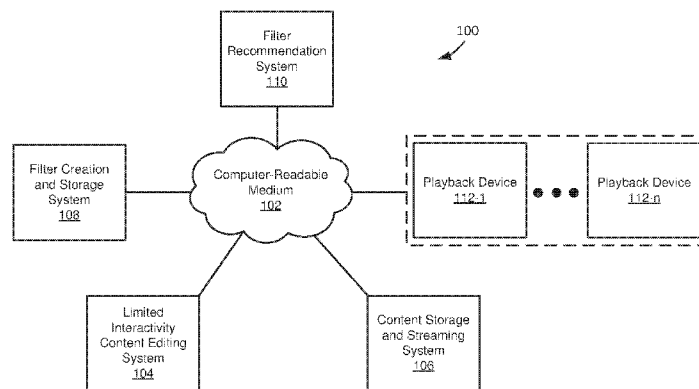 Filter
Recommendation
System
110
100
Filter Creation
and Storage
System
108
Computer-Readable
Medium
102
Playback Device
112-1
Playback Device
112-n
Limited
Interactivity
Content Editing
System
104
Content Storage
and Streaming
System
106